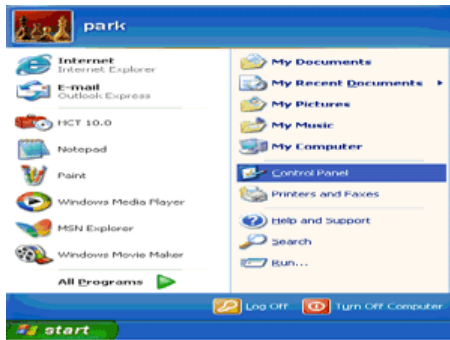 park
Internet
Internet Explorer
E-mail
Outlook Express
HCT 10.0
Notepad
Paint
Windows Media Player
MSN Explorer
Windows Movie Maker
All Programs
My Documents
My Recent Documents
My Pictures
My Music
My Computer
Control Panel
Printers and Faxes
Help and Support
Search
Run...
Log Off
Turn Off Computer
start